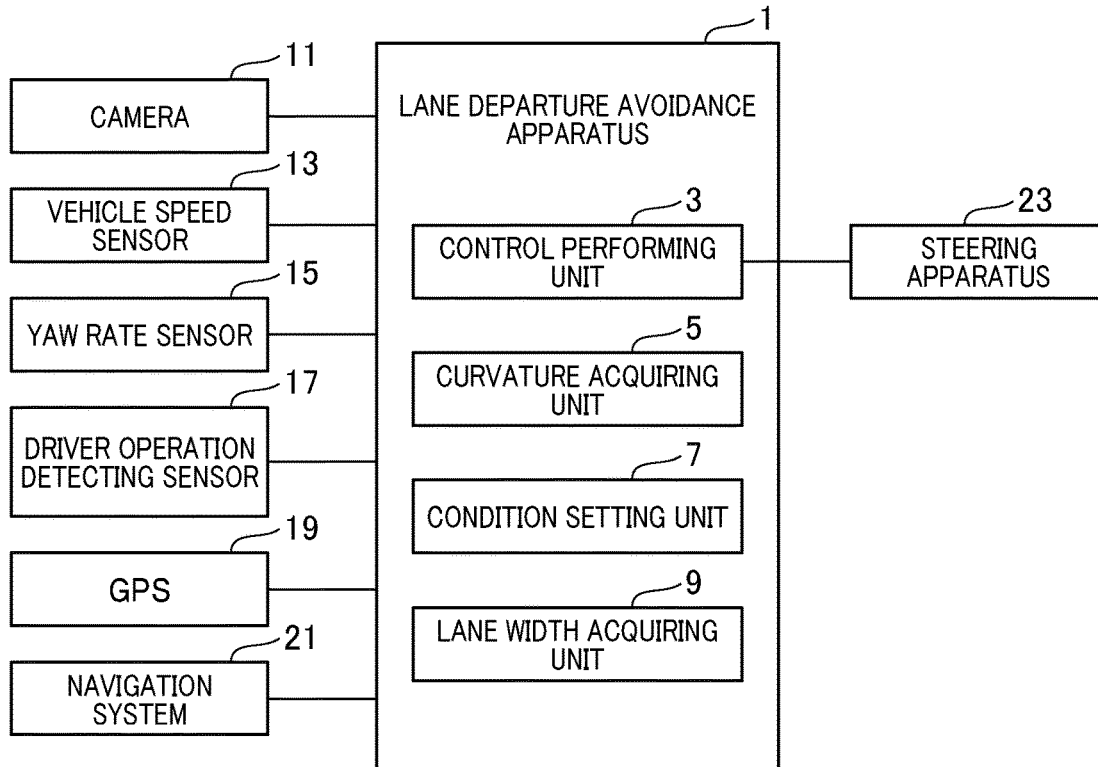 1
11
CAMERA
13
VEHICLE SPEED
SENSOR
15
YAW RATE SENSOR
17
DRIVER OPERATION
DETECTING SENSOR
19
GPS
21
NAVIGATION
SYSTEM
LANE DEPARTURE AVOIDANCE
APPARATUS
3
CONTROL PERFORMING
UNIT
5
CURVATURE ACQUIRING
UNIT
7
CONDITION SETTING UNIT
9
LANE WIDTH ACQUIRING
UNIT
23
STEERING
APPARATUS